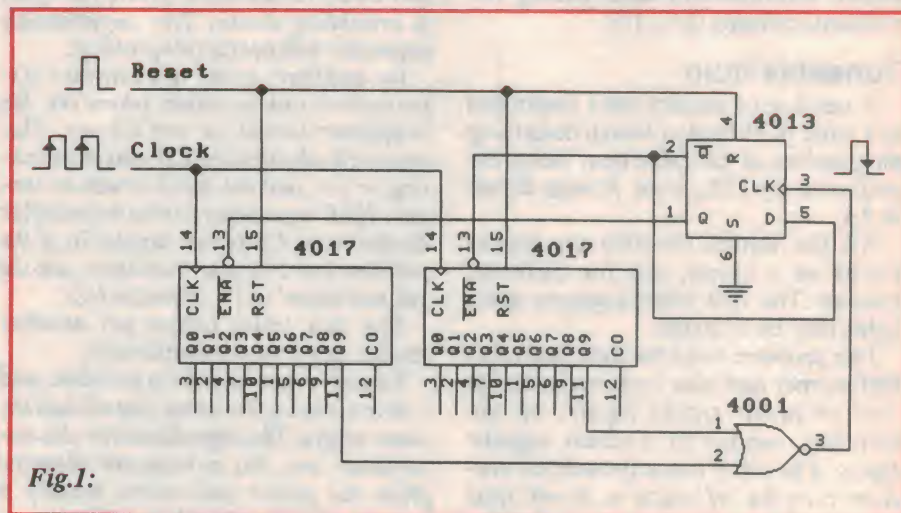 Reset
Clock
4013
4
2 Q R
CLK 3
1 Q S D 5
6
14 13 15
14 13 15
4017
4017
CLK ENA RST
CLK ENA RST
Q0 Q1 Q2 Q3 Q4 Q5 Q6 Q7 Q8 Q9 CO
Q0 Q1 Q2 Q3 Q4 Q5 Q6 Q7 Q8 Q9 CO
3 2 4 7 10 1 5 6 9 11 12
3 2 4 7 10 1 5 6 9 11 12
4001
1
2
3
Fig.1: